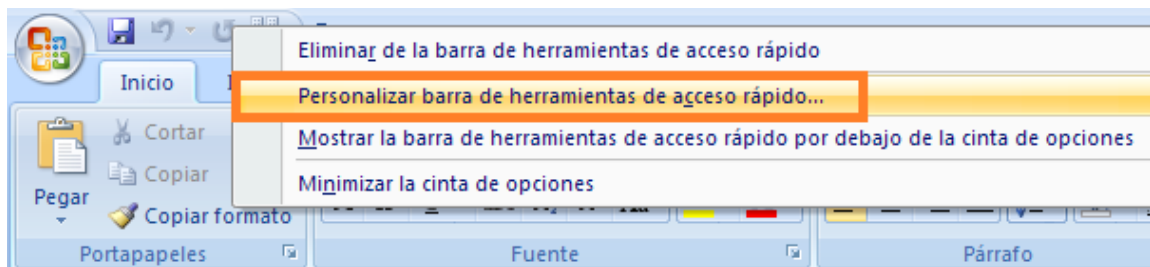 Eliminar de la barra de herramientas de acceso rápido
Inicio
Personalizar barra de herramientas de acceso rápido...
Cortar
Mostrar la barra de herramientas de acceso rápido por debajo de la cinta de opciones
Copiar
Minimizar la cinta de opciones
Pegar
Copiar formato
Portapapeles
Fuente
Párrafo